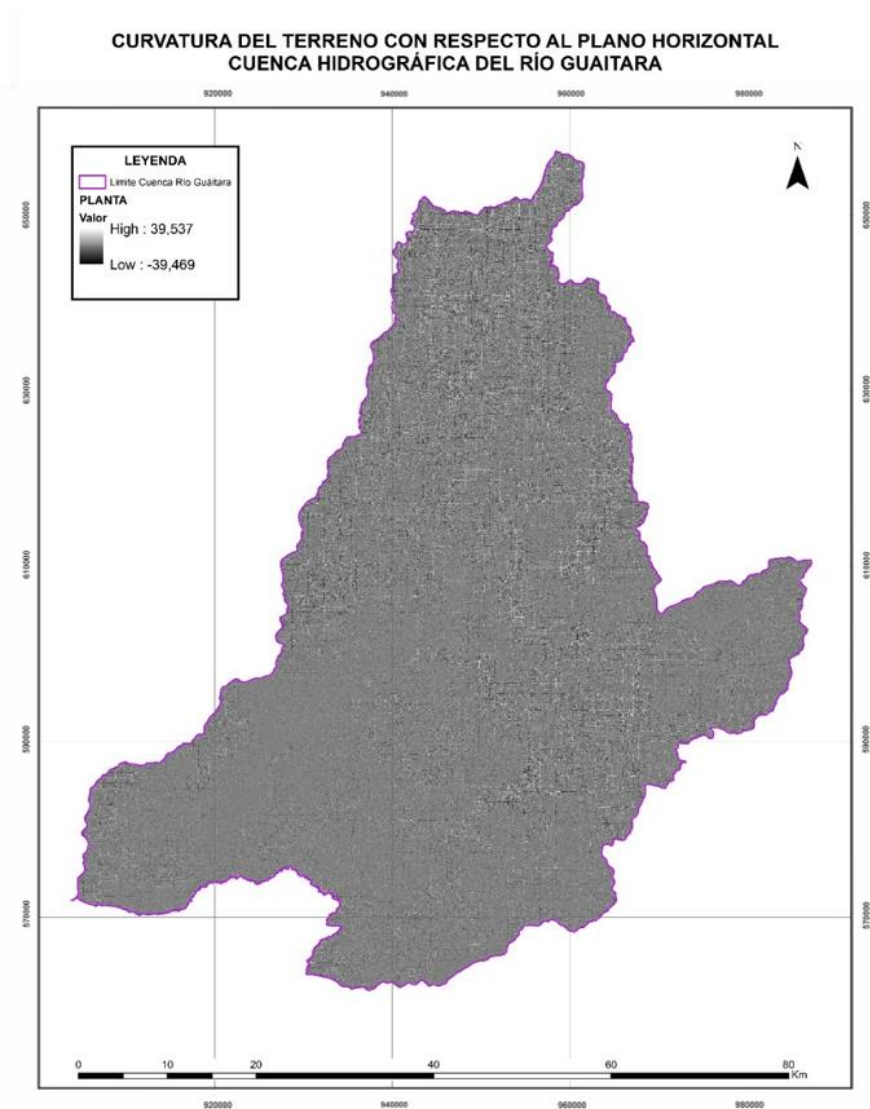 CURVATURA DEL TERRENO CON RESPECTO AL PLANO HORIZONTAL
CUENCA HIDROGRÁFICA DEL RÍO GUAITARA
920000 940000 960000 980000
N
LEYENDA
Limite Cuenca Río Guáitara
PLANTA
Valor
High : 39,537
Low : -39,469
650000 650000
630000 630000
610000 610000
590000 590000
570000 570000
0 10 20 40 60 80
Km
920000 940000 960000 980000